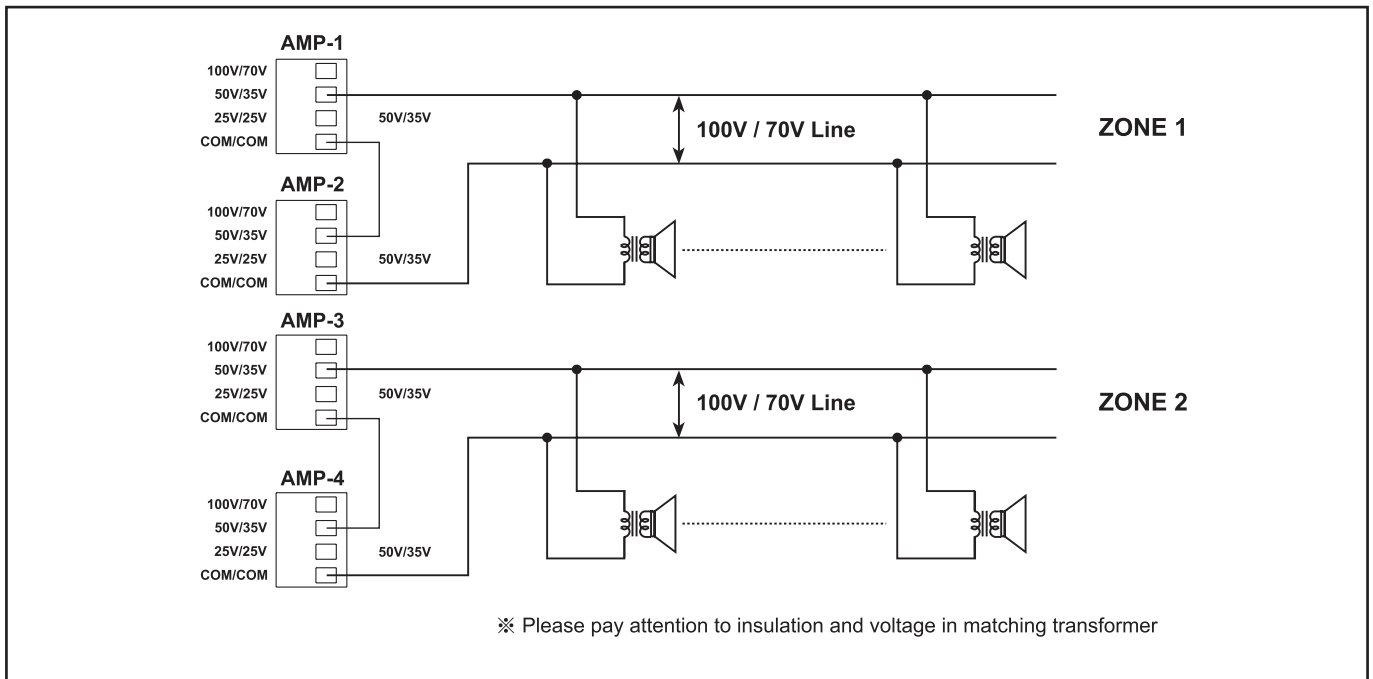 AMP-1
100V/70V
50V/35V
25V/25V
COM/COM
50V/35V
100V / 70V Line
ZONE 1
AMP-2
100V/70V
50V/35V
25V/25V
COM/COM
50V/35V
AMP-3
100V/70V
50V/35V
25V/25V
COM/COM
50V/35V
100V / 70V Line
ZONE 2
AMP-4
100V/70V
50V/35V
25V/25V
COM/COM
50V/35V
※ Please pay attention to insulation and voltage in matching transformer